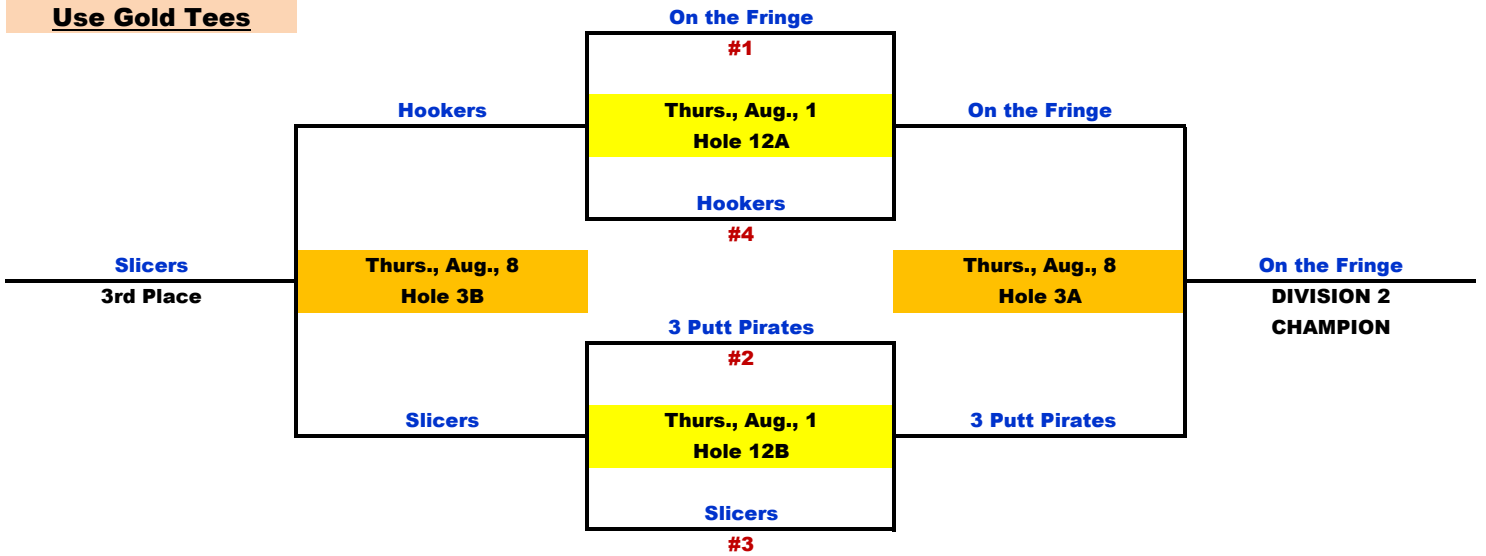 Use Gold Tees
On the Fringe
#1
Hookers
Thurs., Aug., 1
Hole 12A
On the Fringe
Hookers
#4
Slicers
3rd Place
Thurs., Aug., 8
Hole 3B
Thurs., Aug., 8
Hole 3A
On the Fringe
DIVISION 2
CHAMPION
3 Putt Pirates
#2
Slicers
Thurs., Aug., 1
Hole 12B
3 Putt Pirates
Slicers
#3